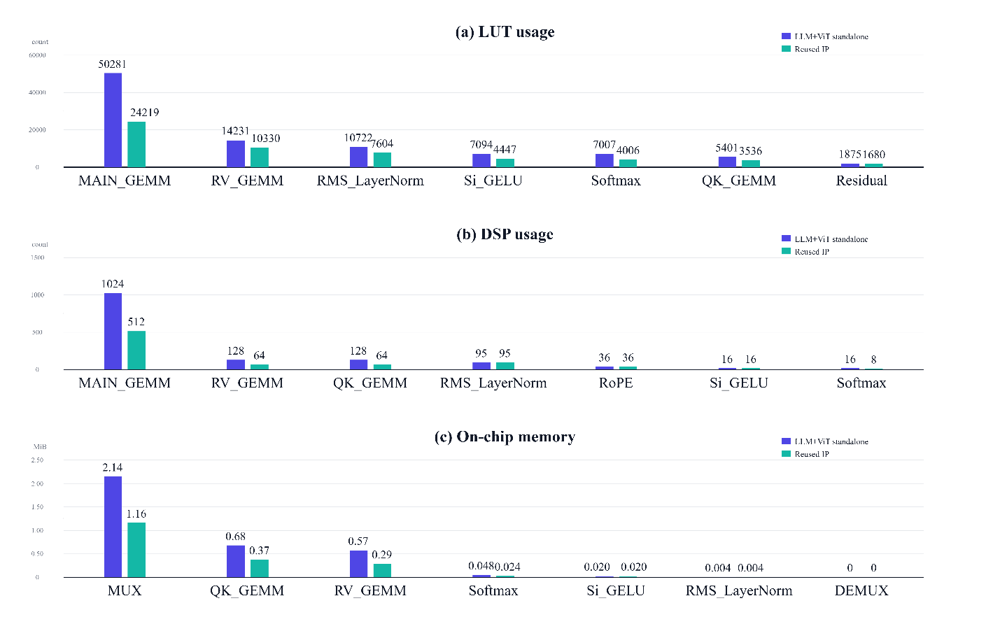 (a) LUT usage
count
LLM+ViT standalone
Reused IP
60000
40000
20000
0
50281 24219 14231 10330 10722 7604 7094 4447 7007 4006 5401 3536 1875 1680
MAIN_GEMM RV_GEMM RMS_LayerNorm Si_GELU Softmax QK_GEMM Residual
(b) DSP usage
count
LLM+ViT standalone
Reused IP
1500
1000
500
0
1024 512 128 64 128 64 95 95 36 36 16 16 16 8
MAIN_GEMM RV_GEMM QK_GEMM RMS_LayerNorm RoPE Si_GELU Softmax
(c) On-chip memory
MiB
LLM+ViT standalone
Reused IP
2.50
2.00
1.50
1.00
0.50
0
2.14 1.16 0.68 0.37 0.57 0.29 0.048 0.024 0.020 0.020 0.004 0.004 0 0
MUX QK_GEMM RV_GEMM Softmax Si_GELU RMS_LayerNorm DEMUX